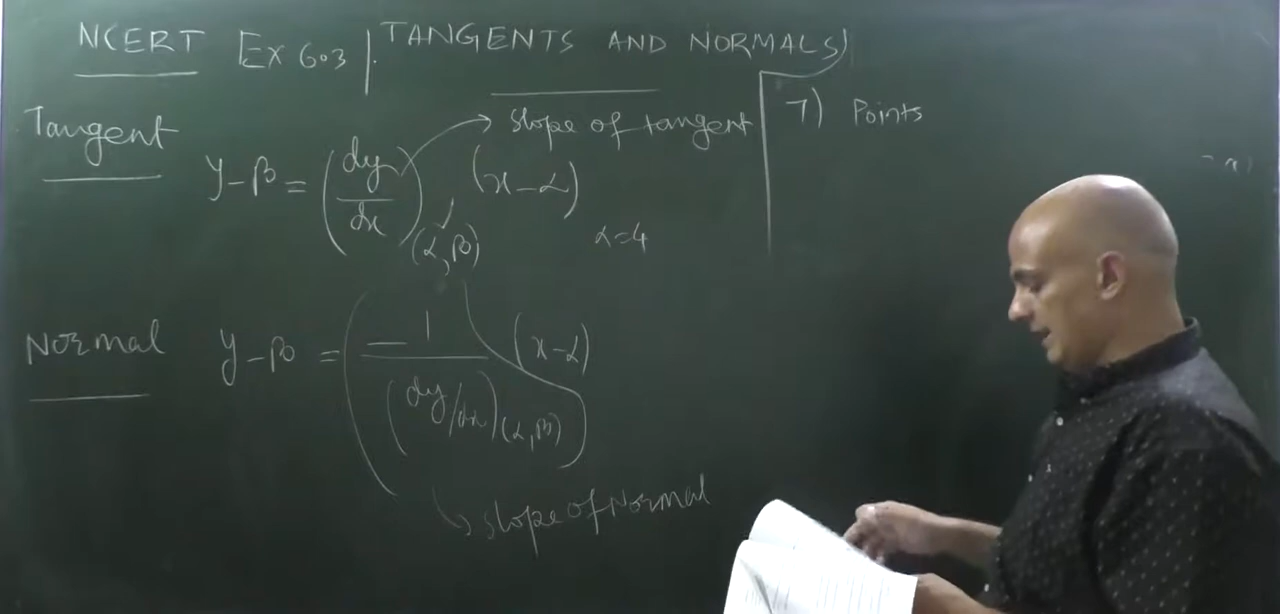 NCERT Ex 6.3 | TANGENTS AND NORMALS
Tangent
y-β = (dy/dx)(α,β) (x-α)
→ slope of tangent
α=4
Normal
y-β = (-1/(dy/dx)(α,β)) (x-α)
↳ slope of Normal
7) Points